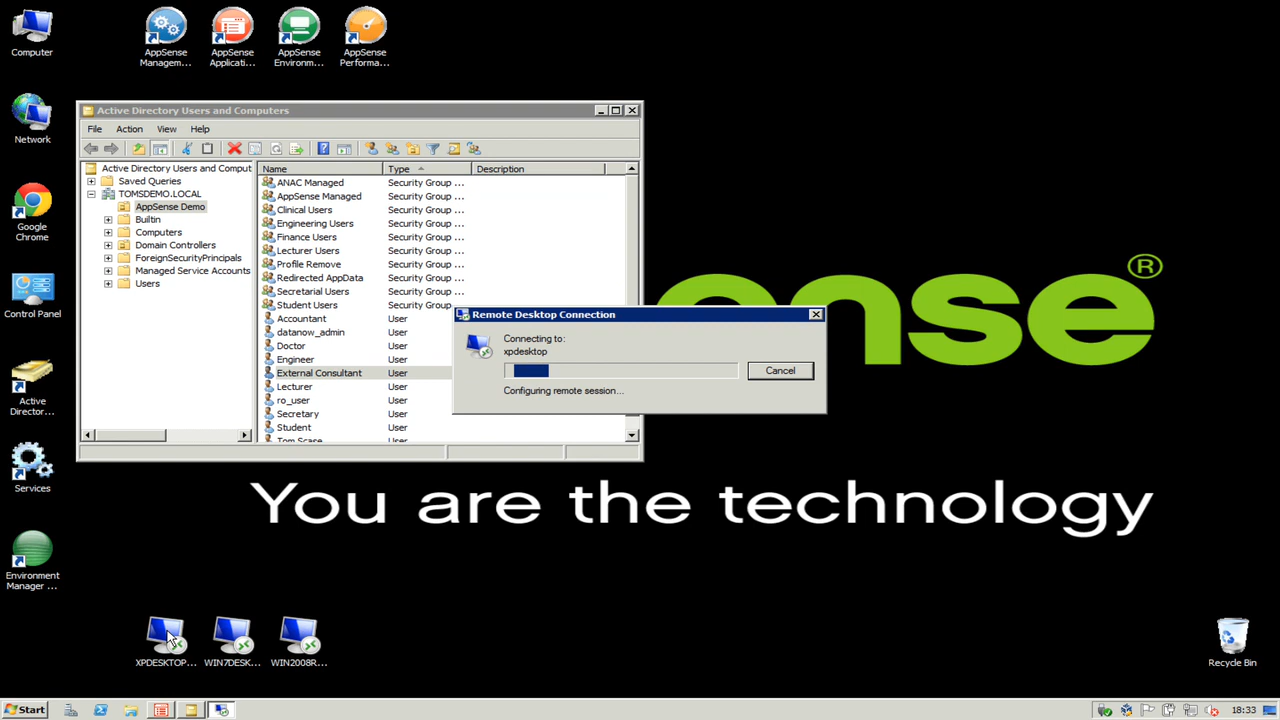 Computer
AppSense Managem...
AppSense Applicati...
AppSense Environm...
AppSense Performa...
Network
Google Chrome
Control Panel
Active Director...
Services
Environment Manager ...
Active Directory Users and Computers
File Action View Help
Active Directory Users and Comput
Saved Queries
TOMSDEMO.LOCAL
AppSense Demo
Builtin
Computers
Domain Controllers
ForeignSecurityPrincipals
Managed Service Accounts
Users
Name Type Description
ANAC Managed Security Group ...
AppSense Managed Security Group ...
Clinical Users Security Group ...
Engineering Users Security Group ...
Finance Users Security Group ...
Lecturer Users Security Group ...
Profile Remove Security Group ...
Redirected AppData Security Group ...
Secretarial Users Security Group ...
Student Users Security Group ...
Accountant User
datanow_admin User
Doctor User
Engineer User
External Consultant User
Lecturer User
ro_user User
Secretary User
Student User
Tom Scase User
Remote Desktop Connection
Connecting to:
xpdesktop
Cancel
Configuring remote session...
ense®
You are the technology
XPDESKTOP...
WIN7DESK...
WIN2008R...
Recycle Bin
Start
18:33